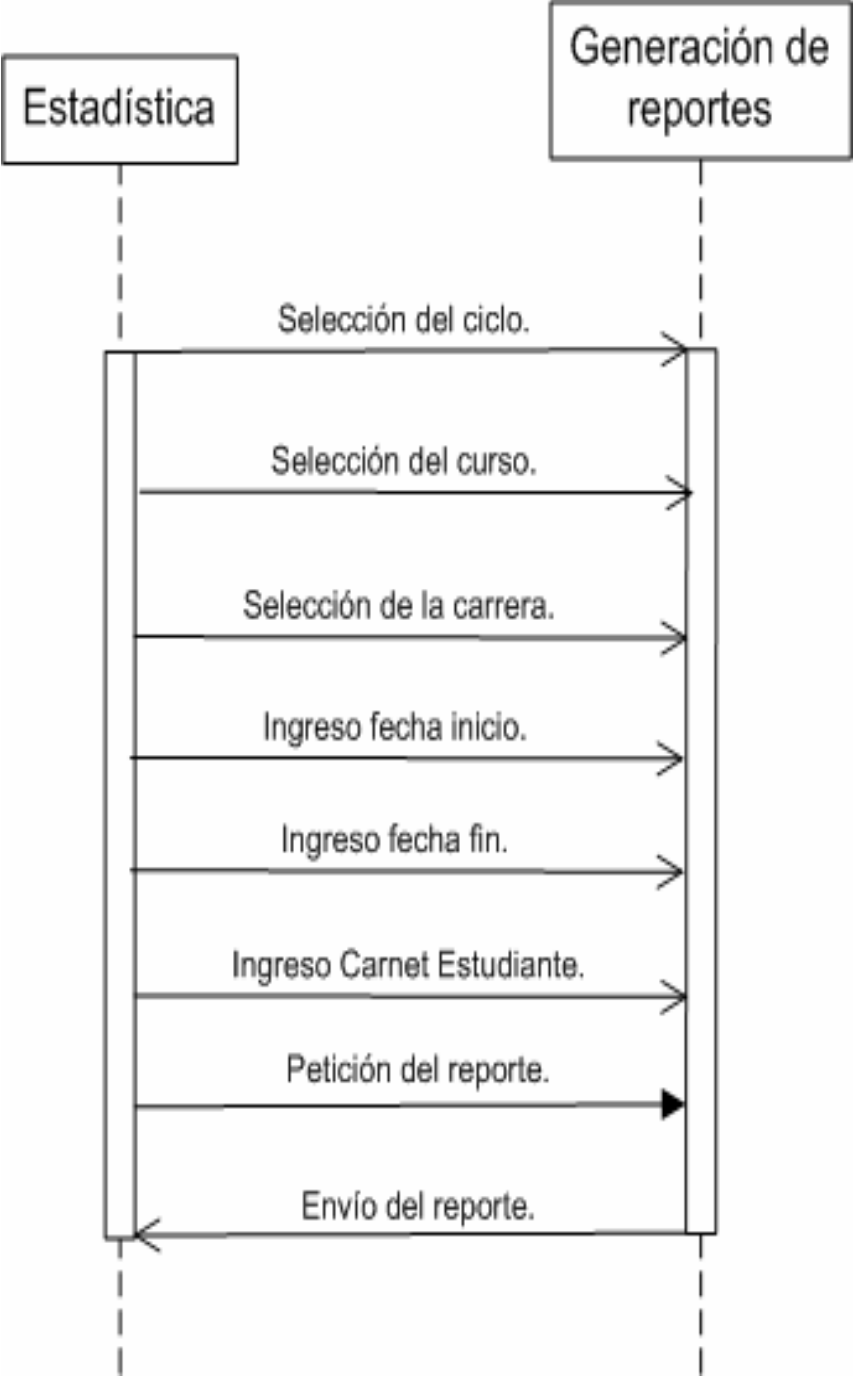 Estadística
Generación de
reportes
Selección del ciclo.
Selección del curso.
Selección de la carrera.
Ingreso fecha inicio.
Ingreso fecha fin.
Ingreso Carnet Estudiante.
Petición del reporte.
Envío del reporte.